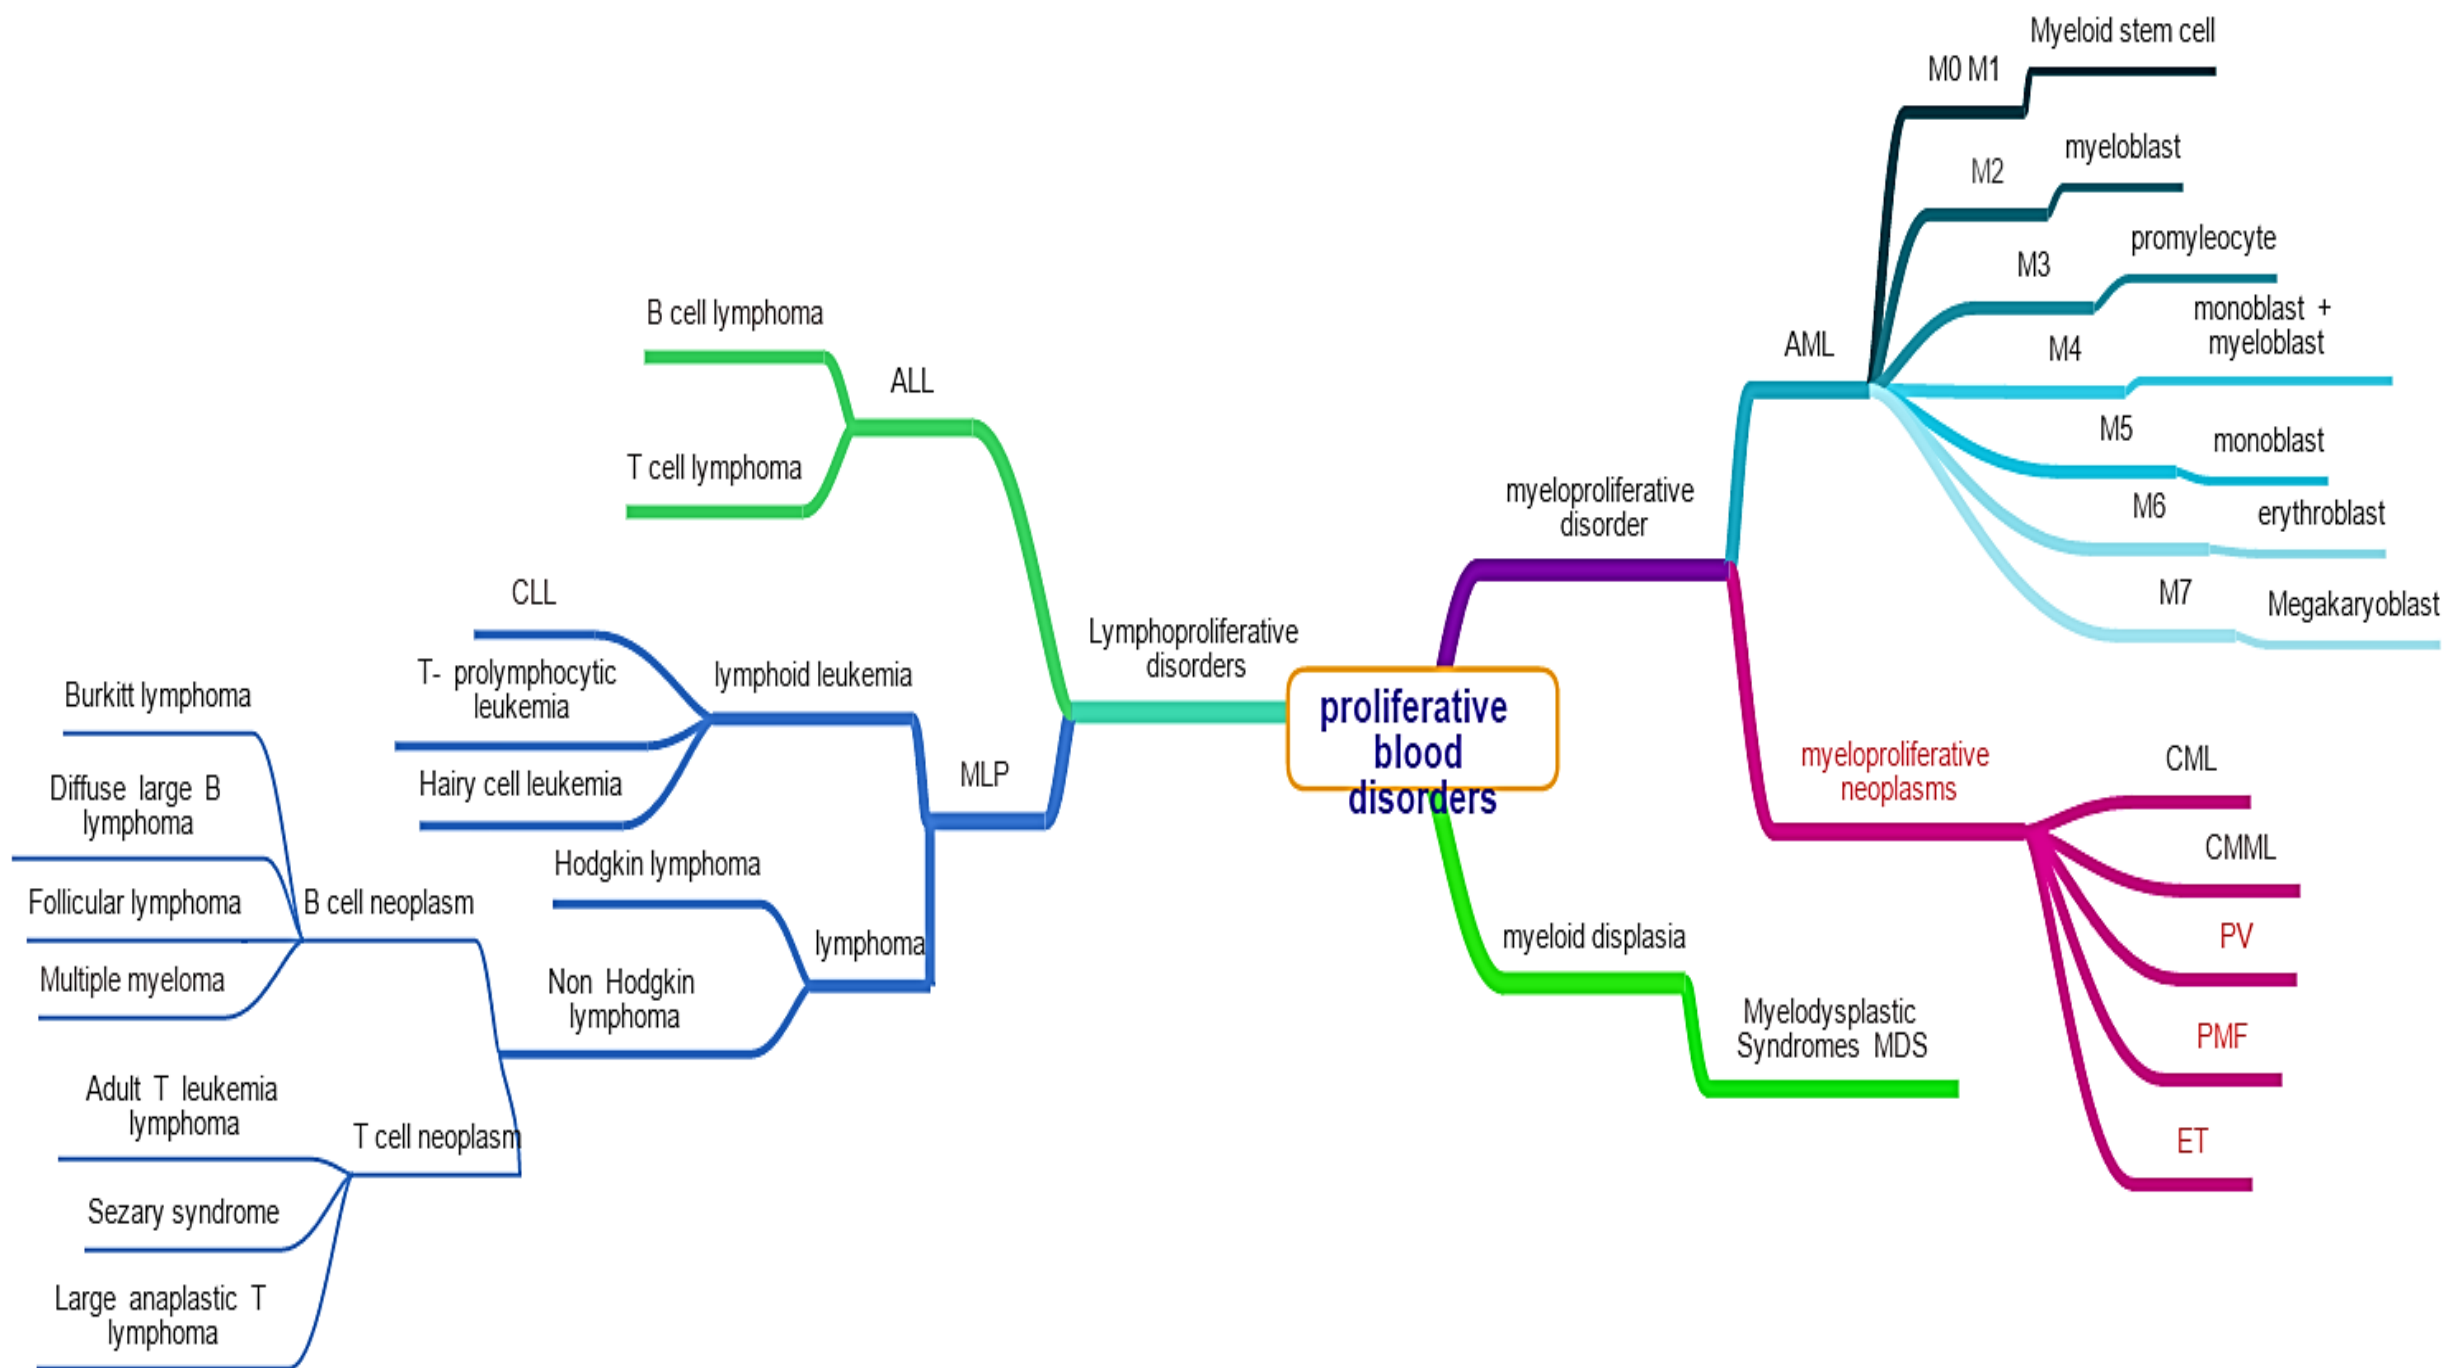 proliferative
blood
disorders
myeloproliferative
disorder
AML
M0 M1
Myeloid stem cell
M2
myeloblast
M3
promyleocyte
M4
monoblast +
myeloblast
M5
monoblast
M6
erythroblast
M7
Megakaryoblast
myeloproliferative
neoplasms
CML
CMML
PV
PMF
ET
myeloid displasia
Myelodysplastic
Syndromes MDS
Lymphoproliferative
disorders
ALL
B cell lymphoma
T cell lymphoma
MLP
lymphoid leukemia
CLL
T- prolymphocytic
leukemia
Hairy cell leukemia
lymphoma
Hodgkin lymphoma
Non Hodgkin
lymphoma
B cell neoplasm
Burkitt lymphoma
Diffuse large B
lymphoma
Follicular lymphoma
Multiple myeloma
T cell neoplasm
Adult T leukemia
lymphoma
Sezary syndrome
Large anaplastic T
lymphoma